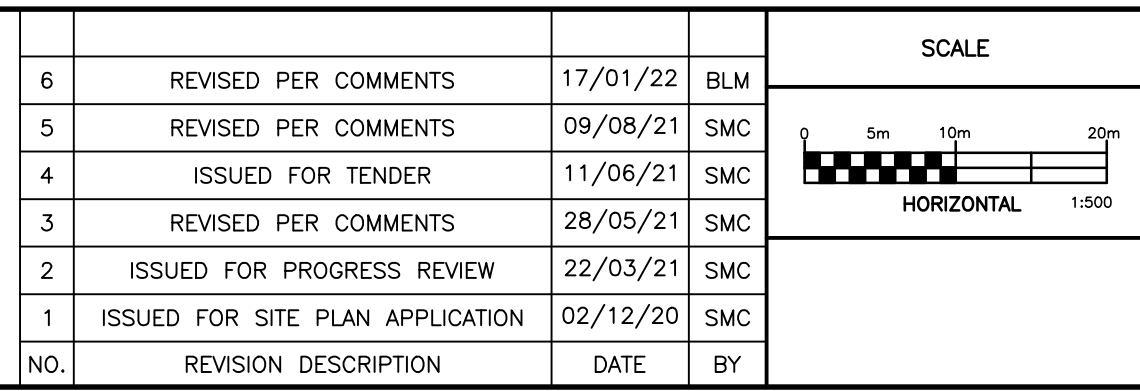 6 REVISED PER COMMENTS 17/01/22 BLM
5 REVISED PER COMMENTS 09/08/21 SMC
4 ISSUED FOR TENDER 11/06/21 SMC
3 REVISED PER COMMENTS 28/05/21 SMC
2 ISSUED FOR PROGRESS REVIEW 22/03/21 SMC
1 ISSUED FOR SITE PLAN APPLICATION 02/12/20 SMC
NO. REVISION DESCRIPTION DATE BY
SCALE
0 5m 10m 20m
HORIZONTAL 1:500